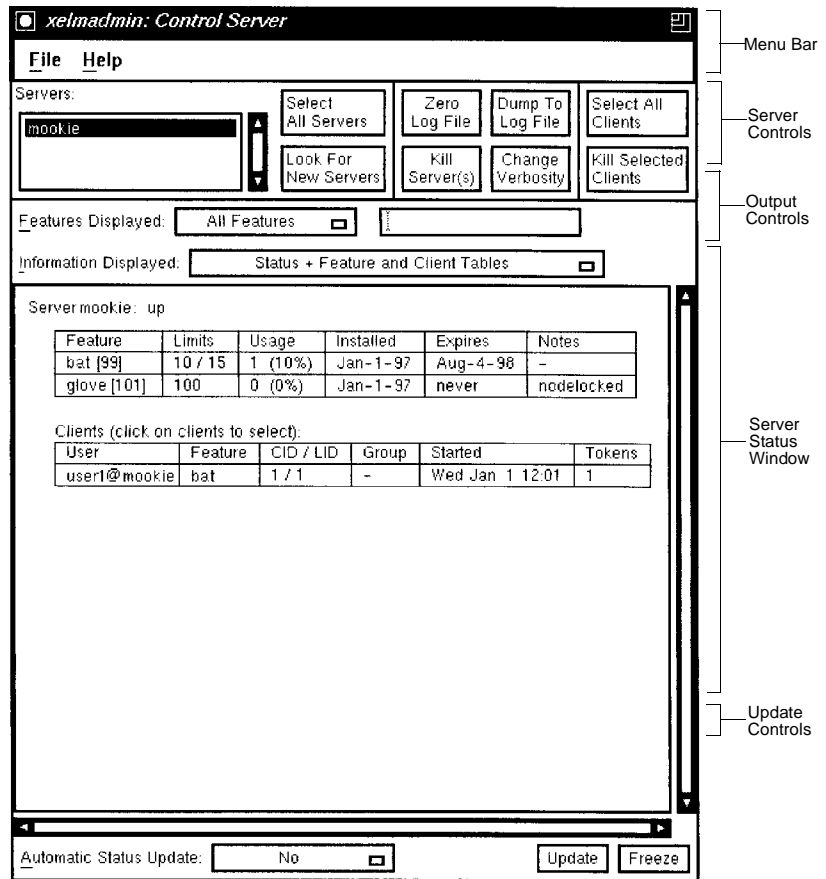 xelmadmin: Control Server
File Help
Menu Bar
Servers:
mookie
Select
All Servers
Zero
Log File
Dump To
Log File
Select All
Clients
Look For
New Servers
Kill
Server(s)
Change
Verbosity
Kill Selected
Clients
Server
Controls
Features Displayed: All Features
Output
Controls
Information Displayed: Status + Feature and Client Tables
Server mookie: up
Feature Limits Usage Installed Expires Notes
bat [99] 10 / 15 1 (10%) Jan-1-97 Aug-4-98 -
glove [101] 100 0 (0%) Jan-1-97 never nodelocked
Clients (click on clients to select):
User Feature CID / LID Group Started Tokens
user1@mookie bat 1 / 1 - Wed Jan 1 12:01 1
Server
Status
Window
Update
Controls
Automatic Status Update: No Update Freeze